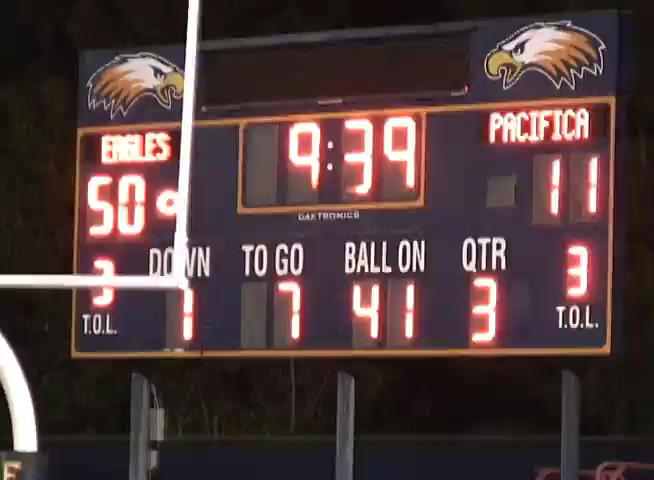 EAGLES 9:39 PACIFICA
50 11
DAKTRONICS
3 DOWN TO GO BALL ON QTR 3
T.O.L. 1 7 41 3 T.O.L.